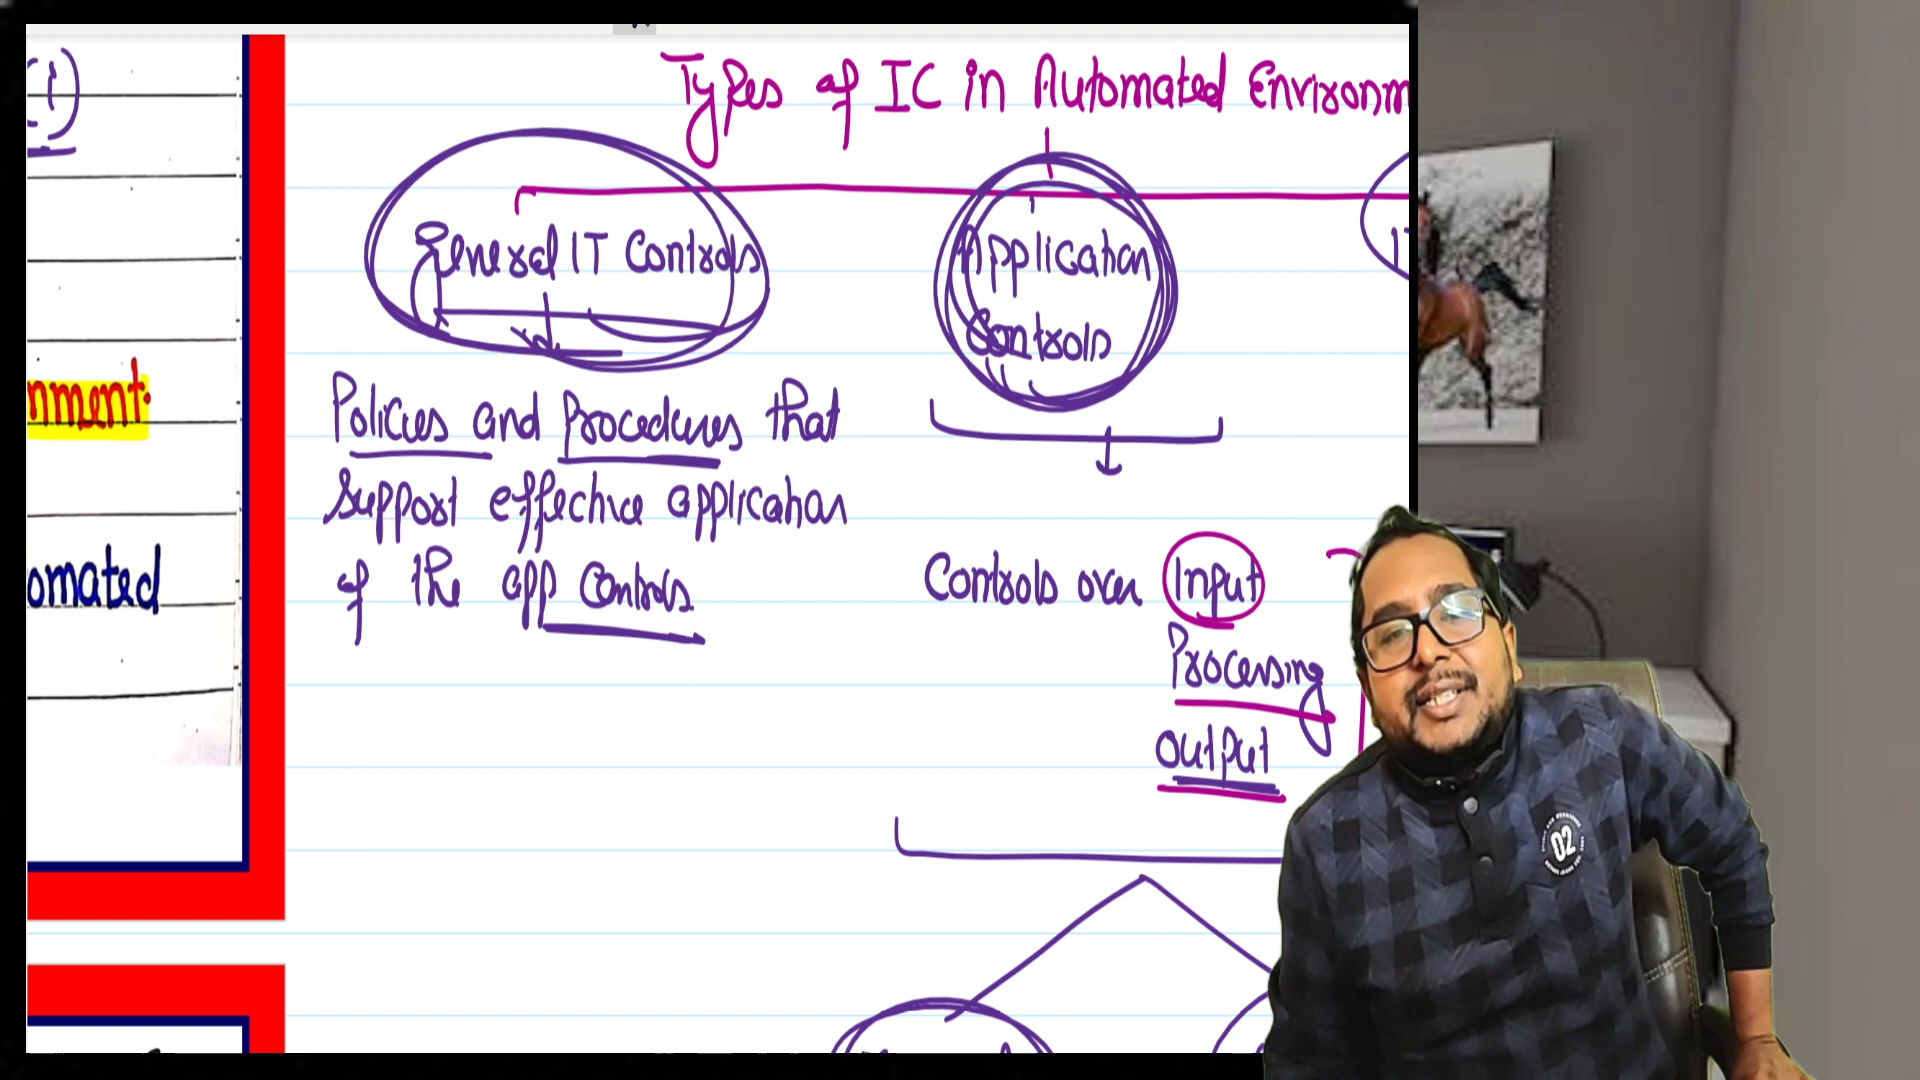 Types of IC in Automated Environm
General IT Controls
Application
Controls
Policies and procedures that
support effective application
of the app controls
Controls over Input
Processing
output
nment.
omated
02